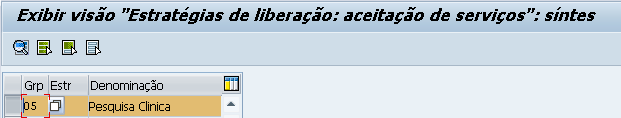 Exibir visão "Estratégias de liberação: aceitação de serviços": síntes
Grp Estr Denominação
05 Pesquisa Clinica